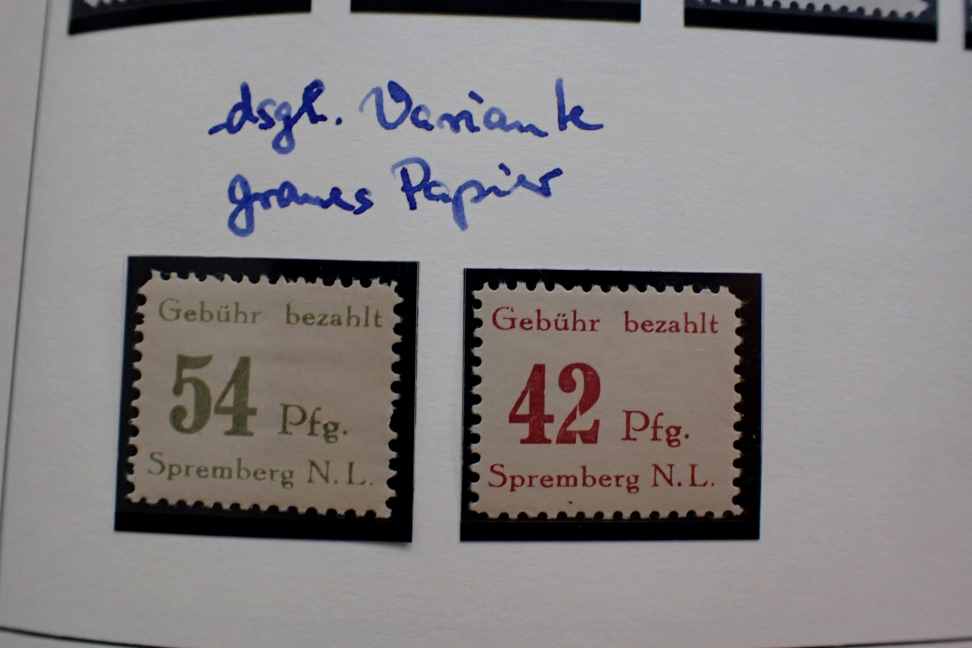 dsgl. Variante
graues Papier
Gebühr bezahlt
54 Pfg.
Spremberg N.L.
Gebühr bezahlt
42 Pfg.
Spremberg N.L.